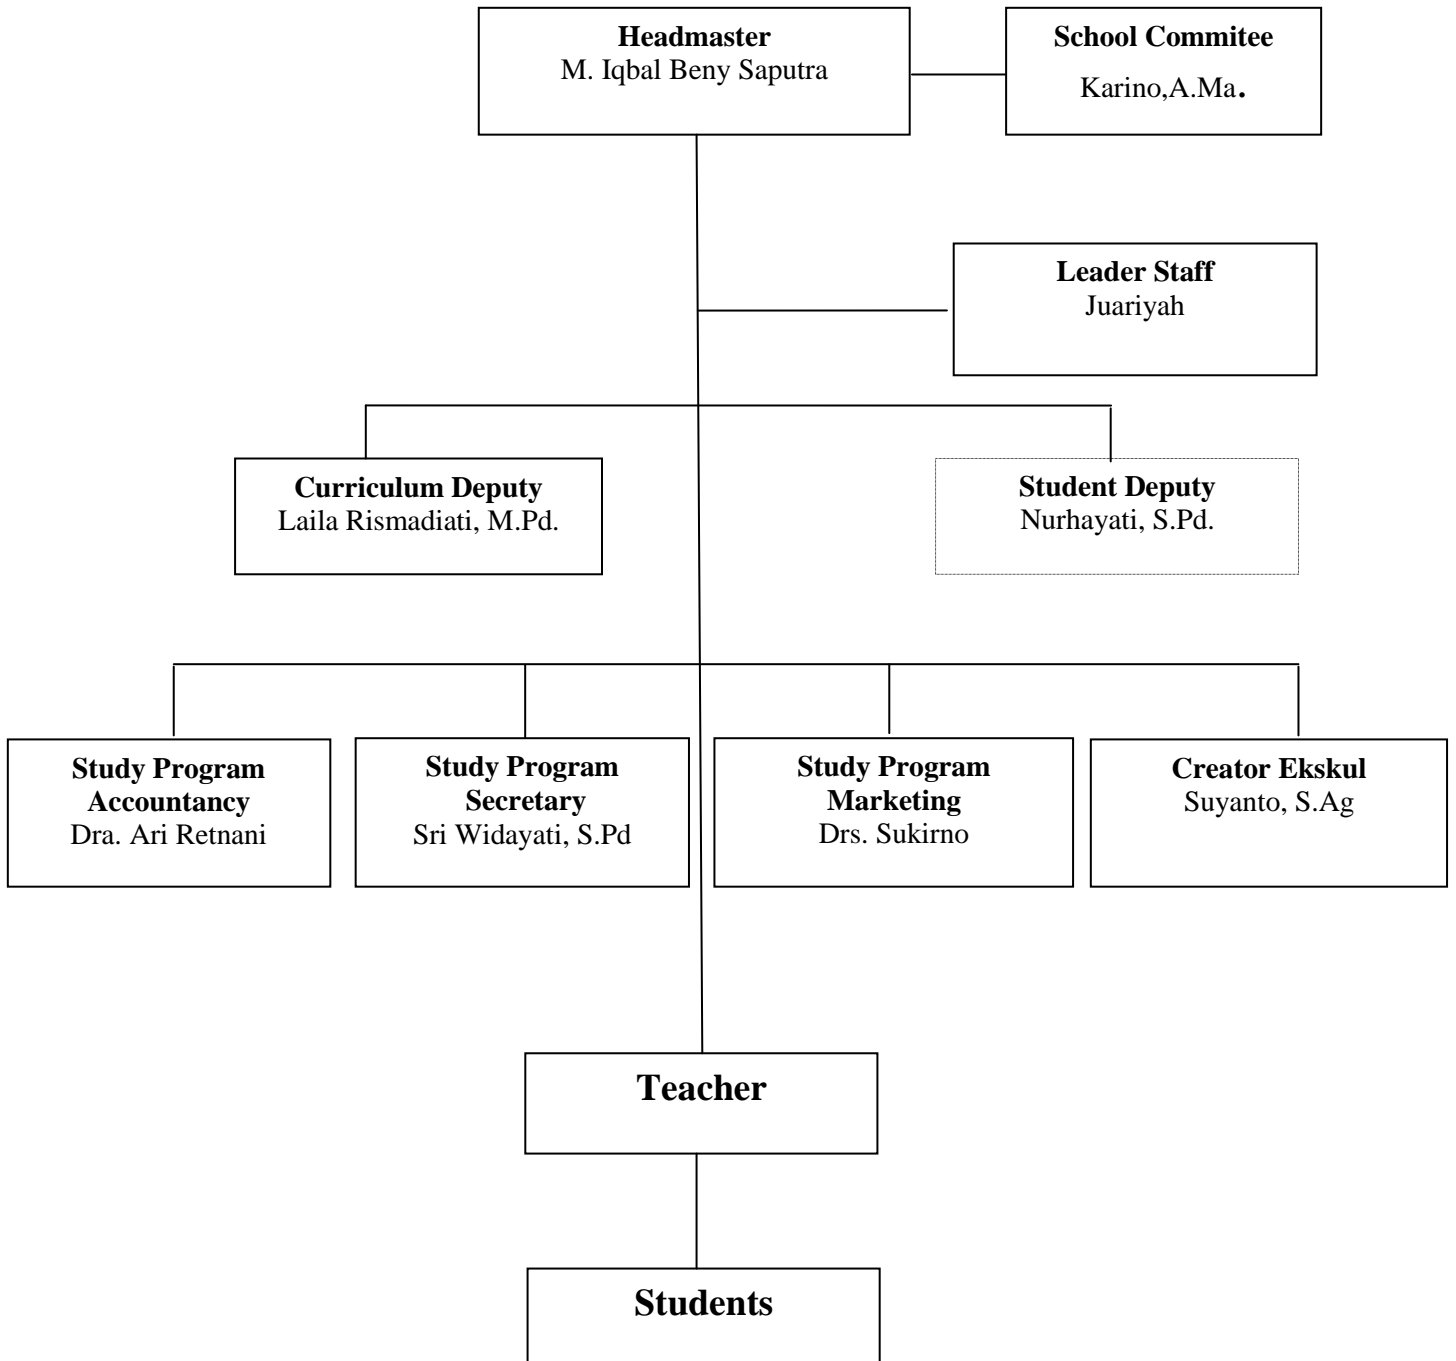 Headmaster
M. Iqbal Beny Saputra
School Commitee
Karino,A.Ma.
Leader Staff
Juariyah
Curriculum Deputy
Laila Rismadiati, M.Pd.
Student Deputy
Nurhayati, S.Pd.
Study Program
Accountancy
Dra. Ari Retnani
Study Program
Secretary
Sri Widayati, S.Pd
Study Program
Marketing
Drs. Sukirno
Creator Ekskul
Suyanto, S.Ag
Teacher
Students